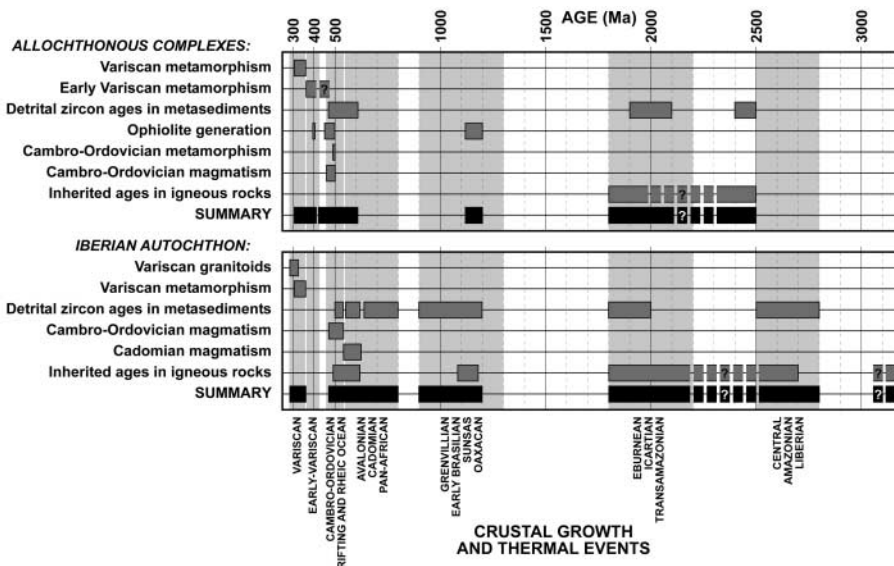 AGE (Ma)
300
400
500
1000
1500
2000
2500
3000
ALLOCHTHONOUS COMPLEXES:
Variscan metamorphism
Early Variscan metamorphism
?
Detrital zircon ages in metasediments
Ophiolite generation
Cambro-Ordovician metamorphism
Cambro-Ordovician magmatism
Inherited ages in igneous rocks
?
SUMMARY
?
IBERIAN AUTOCHTHON:
Variscan granitoids
Variscan metamorphism
Detrital zircon ages in metasediments
Cambro-Ordovician magmatism
Cadomian magmatism
Inherited ages in igneous rocks
? ?
SUMMARY
? ?
VARISCAN
EARLY-VARISCAN
CAMBRO-ORDOVICIAN
RIFTING AND RHEIC OCEAN
AVALONIAN
CADOMIAN
PAN-AFRICAN
GRENVILLIAN
EARLY BRASILIAN
SUNSAS
OAXACAN
EBURNEAN
ICARTIAN
TRANSAMAZONIAN
CENTRAL
AMAZONIAN
LIBERIAN
CRUSTAL GROWTH
AND THERMAL EVENTS